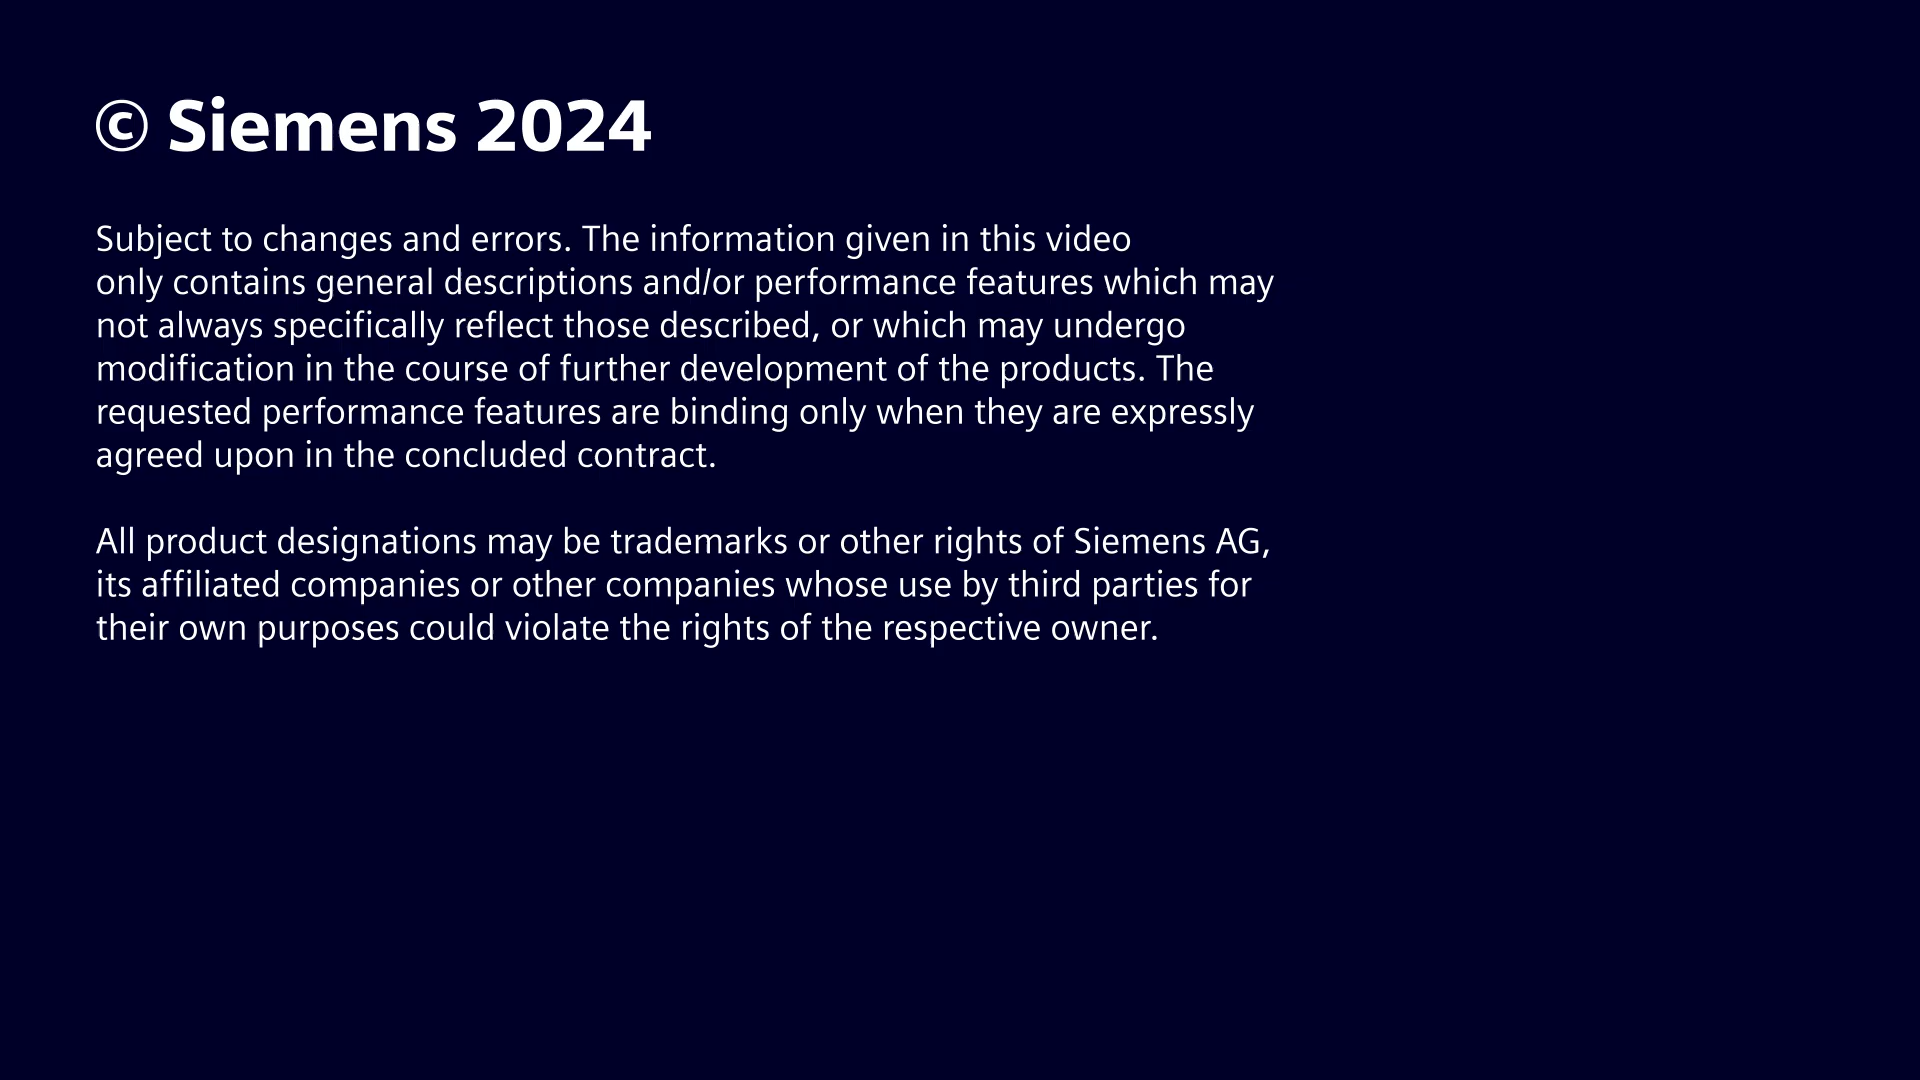 © Siemens 2024
Subject to changes and errors. The information given in this video
only contains general descriptions and/or performance features which may
not always specifically reflect those described, or which may undergo
modification in the course of further development of the products. The
requested performance features are binding only when they are expressly
agreed upon in the concluded contract.
All product designations may be trademarks or other rights of Siemens AG,
its affiliated companies or other companies whose use by third parties for
their own purposes could violate the rights of the respective owner.